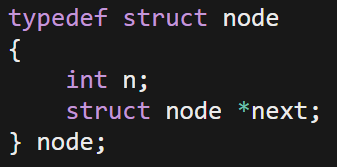 typedef struct node
{
    int n;
    struct node *next;
} node;